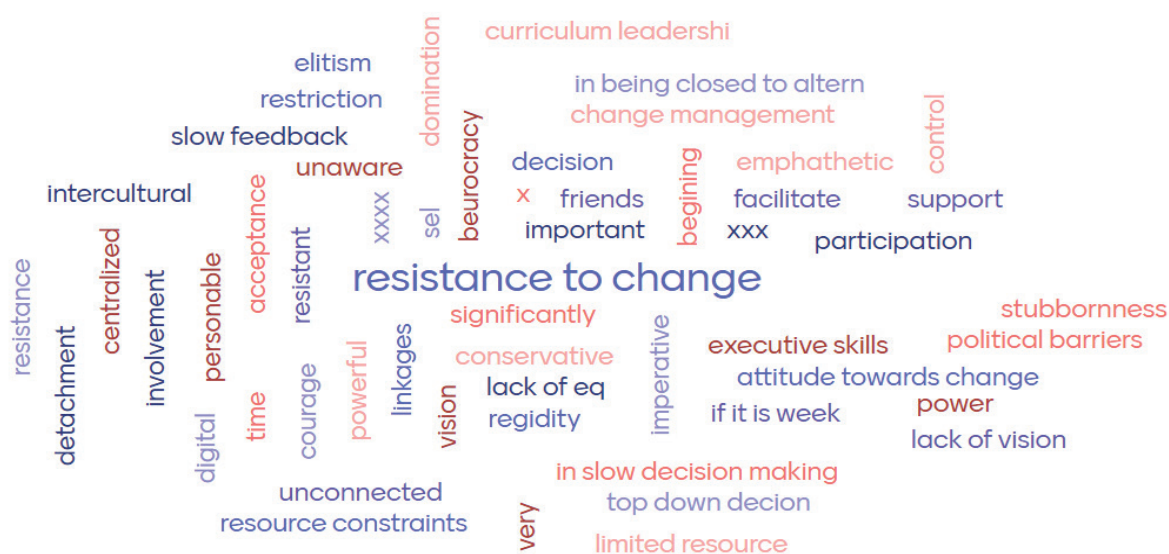 curriculum leadershi
domination
elitism
in being closed to altern
restriction
change management
control
slow feedback
beurocracy
unaware
decision
begining
emphathetic
intercultural
acceptance
xxxx
sel
x
friends
facilitate
support
important
xxx
participation
resistance
centralized
personable
resistant
resistance to change
detachment
involvement
significantly
stubbornness
powerful
linkages
conservative
imperative
executive skills
political barriers
attitude towards change
digital
time
courage
vision
lack of eq
regidity
if it is week
power
lack of vision
in slow decision making
unconnected
top down decion
resource constraints
very
limited resource